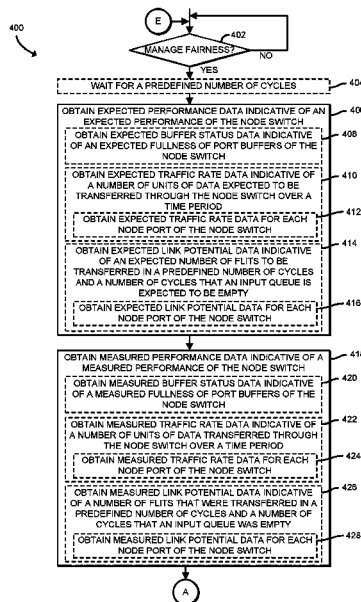 400
E
402
MANAGE FAIRNESS?
NO
YES
WAIT FOR A PREDEFINED NUMBER OF CYCLES
404
OBTAIN EXPECTED PERFORMANCE DATA INDICATIVE OF AN
EXPECTED PERFORMANCE OF THE NODE SWITCH
406
OBTAIN EXPECTED BUFFER STATUS DATA INDICATIVE
OF AN EXPECTED FULLNESS OF PORT BUFFERS OF THE
NODE SWITCH
408
OBTAIN EXPECTED TRAFFIC RATE DATA INDICATIVE OF
A NUMBER OF UNITS OF DATA EXPECTED TO BE
TRANSFERRED THROUGH THE NODE SWITCH OVER A
TIME PERIOD
410
OBTAIN EXPECTED TRAFFIC RATE DATA FOR EACH
NODE PORT OF THE NODE SWITCH
412
OBTAIN EXPECTED LINK POTENTIAL DATA INDICATIVE
OF AN EXPECTED NUMBER OF FLITS TO BE
TRANSFERRED IN A PREDEFINED NUMBER OF CYCLES
AND A NUMBER OF CYCLES THAT AN INPUT QUEUE IS
EXPECTED TO BE EMPTY
414
OBTAIN EXPECTED LINK POTENTIAL DATA FOR EACH
NODE PORT OF THE NODE SWITCH
416
OBTAIN MEASURED PERFORMANCE DATA INDICATIVE OF A
MEASURED PERFORMANCE OF THE NODE SWITCH
418
OBTAIN MEASURED BUFFER STATUS DATA INDICATIVE
OF A MEASURED FULLNESS OF PORT BUFFERS OF THE
NODE SWITCH
420
OBTAIN MEASURED TRAFFIC RATE DATA INDICATIVE OF
A NUMBER OF UNITS OF DATA TRANSFERRED THROUGH
THE NODE SWITCH OVER A TIME PERIOD
422
OBTAIN MEASURED TRAFFIC RATE DATA FOR EACH
NODE PORT OF THE NODE SWITCH
424
OBTAIN MEASURED LINK POTENTIAL DATA INDICATIVE
OF A NUMBER OF FLITS THAT WERE TRANSFERRED IN A
PREDEFINED NUMBER OF CYCLES AND A NUMBER OF
CYCLES THAT AN INPUT QUEUE WAS EMPTY
426
OBTAIN MEASURED LINK POTENTIAL DATA FOR EACH
NODE PORT OF THE NODE SWITCH
428
A